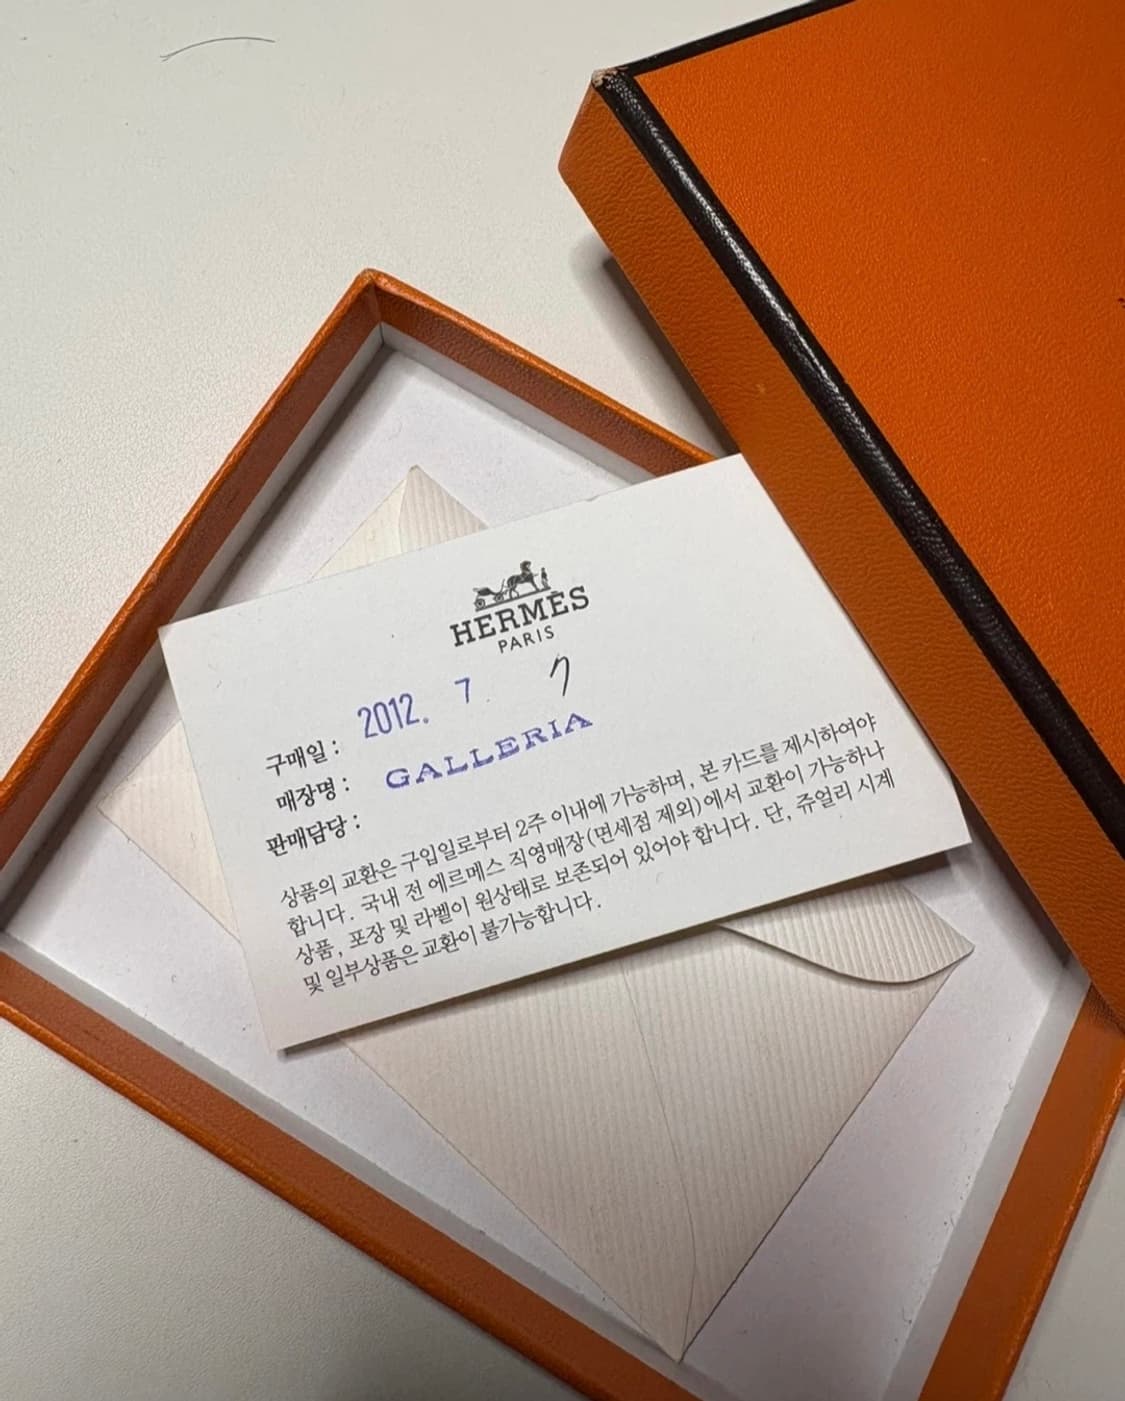 HERMÈS
PARIS
구매일 : 2012. 7. 7
매장명 : GALLERIA
판매담당 :
상품의 교환은 구입일로부터 2주 이내에 가능하며, 본 카드를 제시하여야
합니다. 국내 전 에르메스 직영매장(면세점 제외)에서 교환이 가능하나
상품, 포장 및 라벨이 원상태로 보존되어 있어야 합니다. 단, 쥬얼리 시계
및 일부상품은 교환이 불가능합니다.